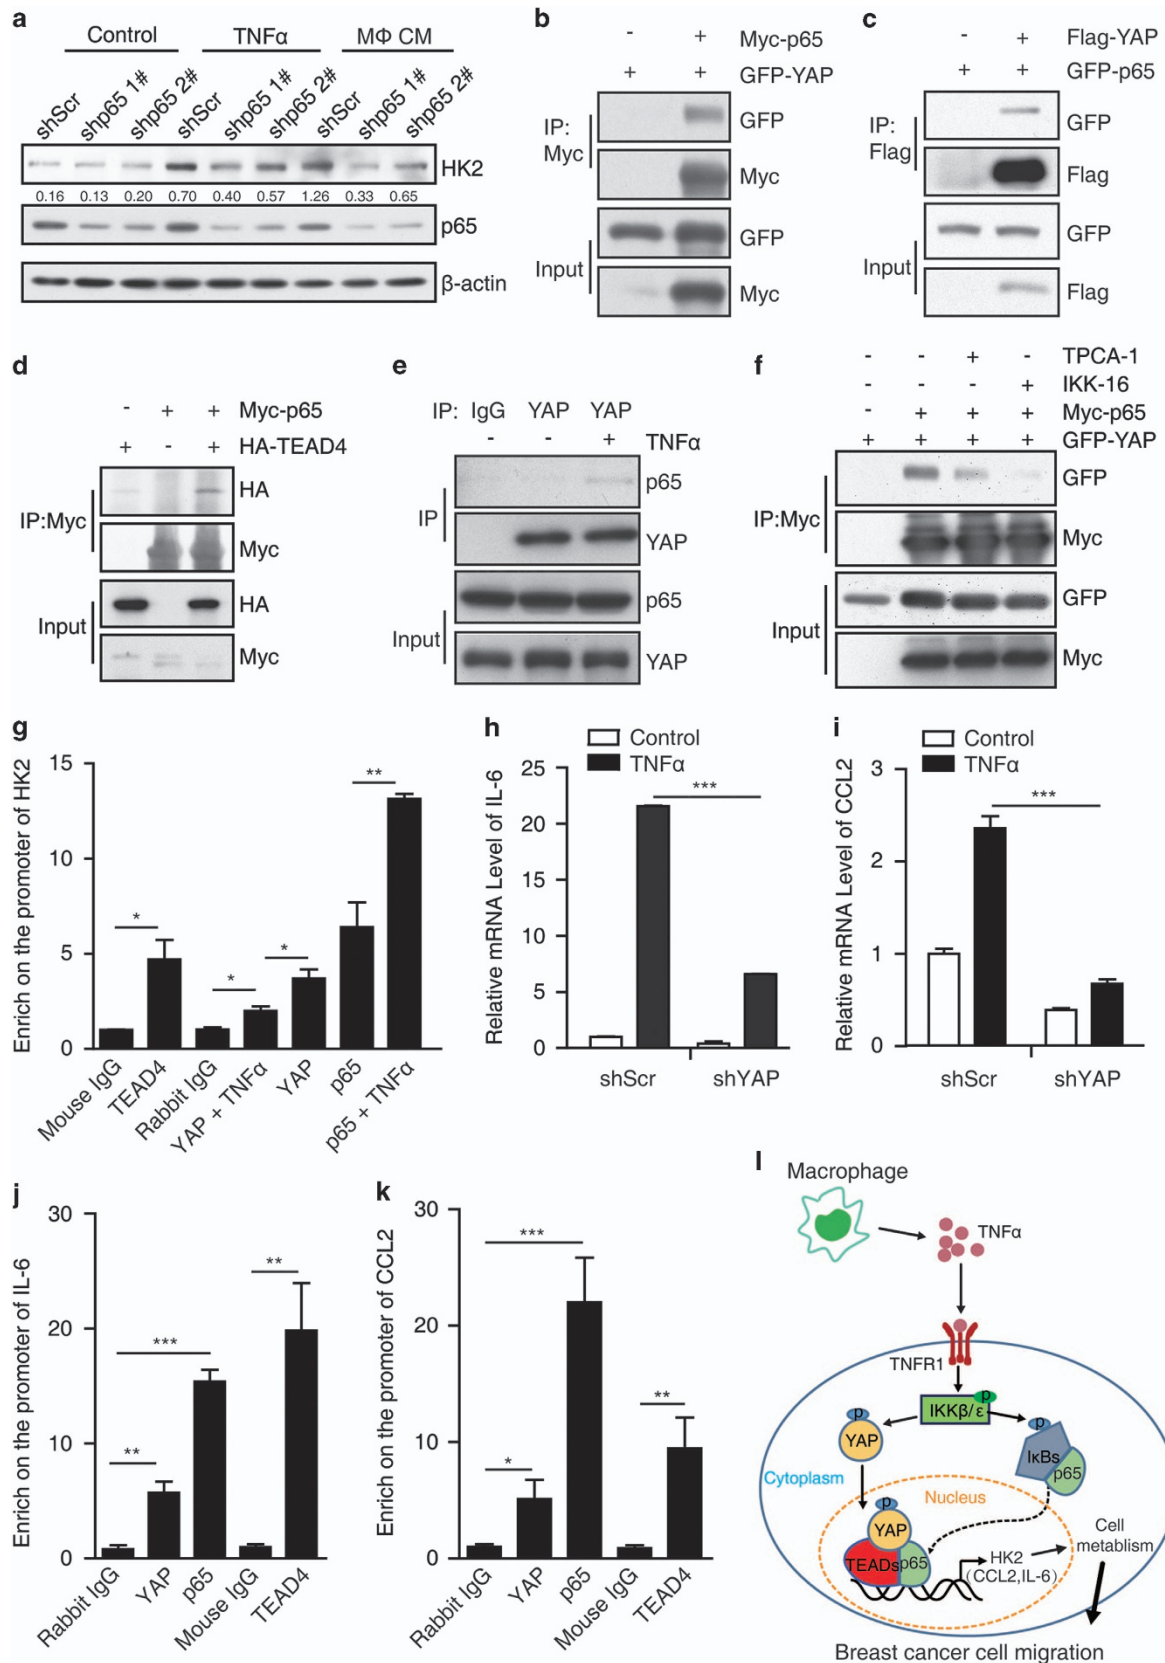 a
Control TNFα MΦ CM
shScr shp65 1# shp65 2# shScr shp65 1# shp65 2# shScr shp65 1# shp65 2#
HK2
0.16 0.13 0.20 0.70 0.40 0.57 1.26 0.33 0.65
p65
β-actin
b
- + Myc-p65
+ + GFP-YAP
IP: Myc
GFP
Myc
Input
GFP
Myc
c
- + Flag-YAP
+ + GFP-p65
IP: Flag
GFP
Flag
Input
GFP
Flag
d
- + + Myc-p65
+ - + HA-TEAD4
IP:Myc
HA
Myc
Input
HA
Myc
e
IP: IgG YAP YAP
- - + TNFα
IP
p65
YAP
Input
p65
YAP
f
- - + - TPCA-1
- - - + IKK-16
- + + + Myc-p65
+ + + + GFP-YAP
IP:Myc
GFP
Myc
Input
GFP
Myc
g
Enrich on the promoter of HK2
15
10
5
0
* * * **
Mouse IgG
TEAD4
Rabbit IgG
YAP + TNFα
YAP
p65
p65 + TNFα
h
Control
TNFα
Relative mRNA Level of IL-6
25
20
15
10
5
0
***
shScr shYAP
i
Control
TNFα
Relative mRNA Level of CCL2
3
2
1
0
***
shScr shYAP
j
Enrich on the promoter of IL-6
30
20
10
0
** *** **
Rabbit IgG
YAP
p65
Mouse IgG
TEAD4
k
Enrich on the promoter of CCL2
30
20
10
0
* *** **
Rabbit IgG
YAP
p65
Mouse IgG
TEAD4
l
Macrophage
TNFα
TNFR1
p
IKKβ/ε
p
YAP
p
IκBs
p65
Cytoplasm
Nucleus
p
YAP
TEADs
p65
HK2
(CCL2,IL-6)
Cell
metablism
Breast cancer cell migration